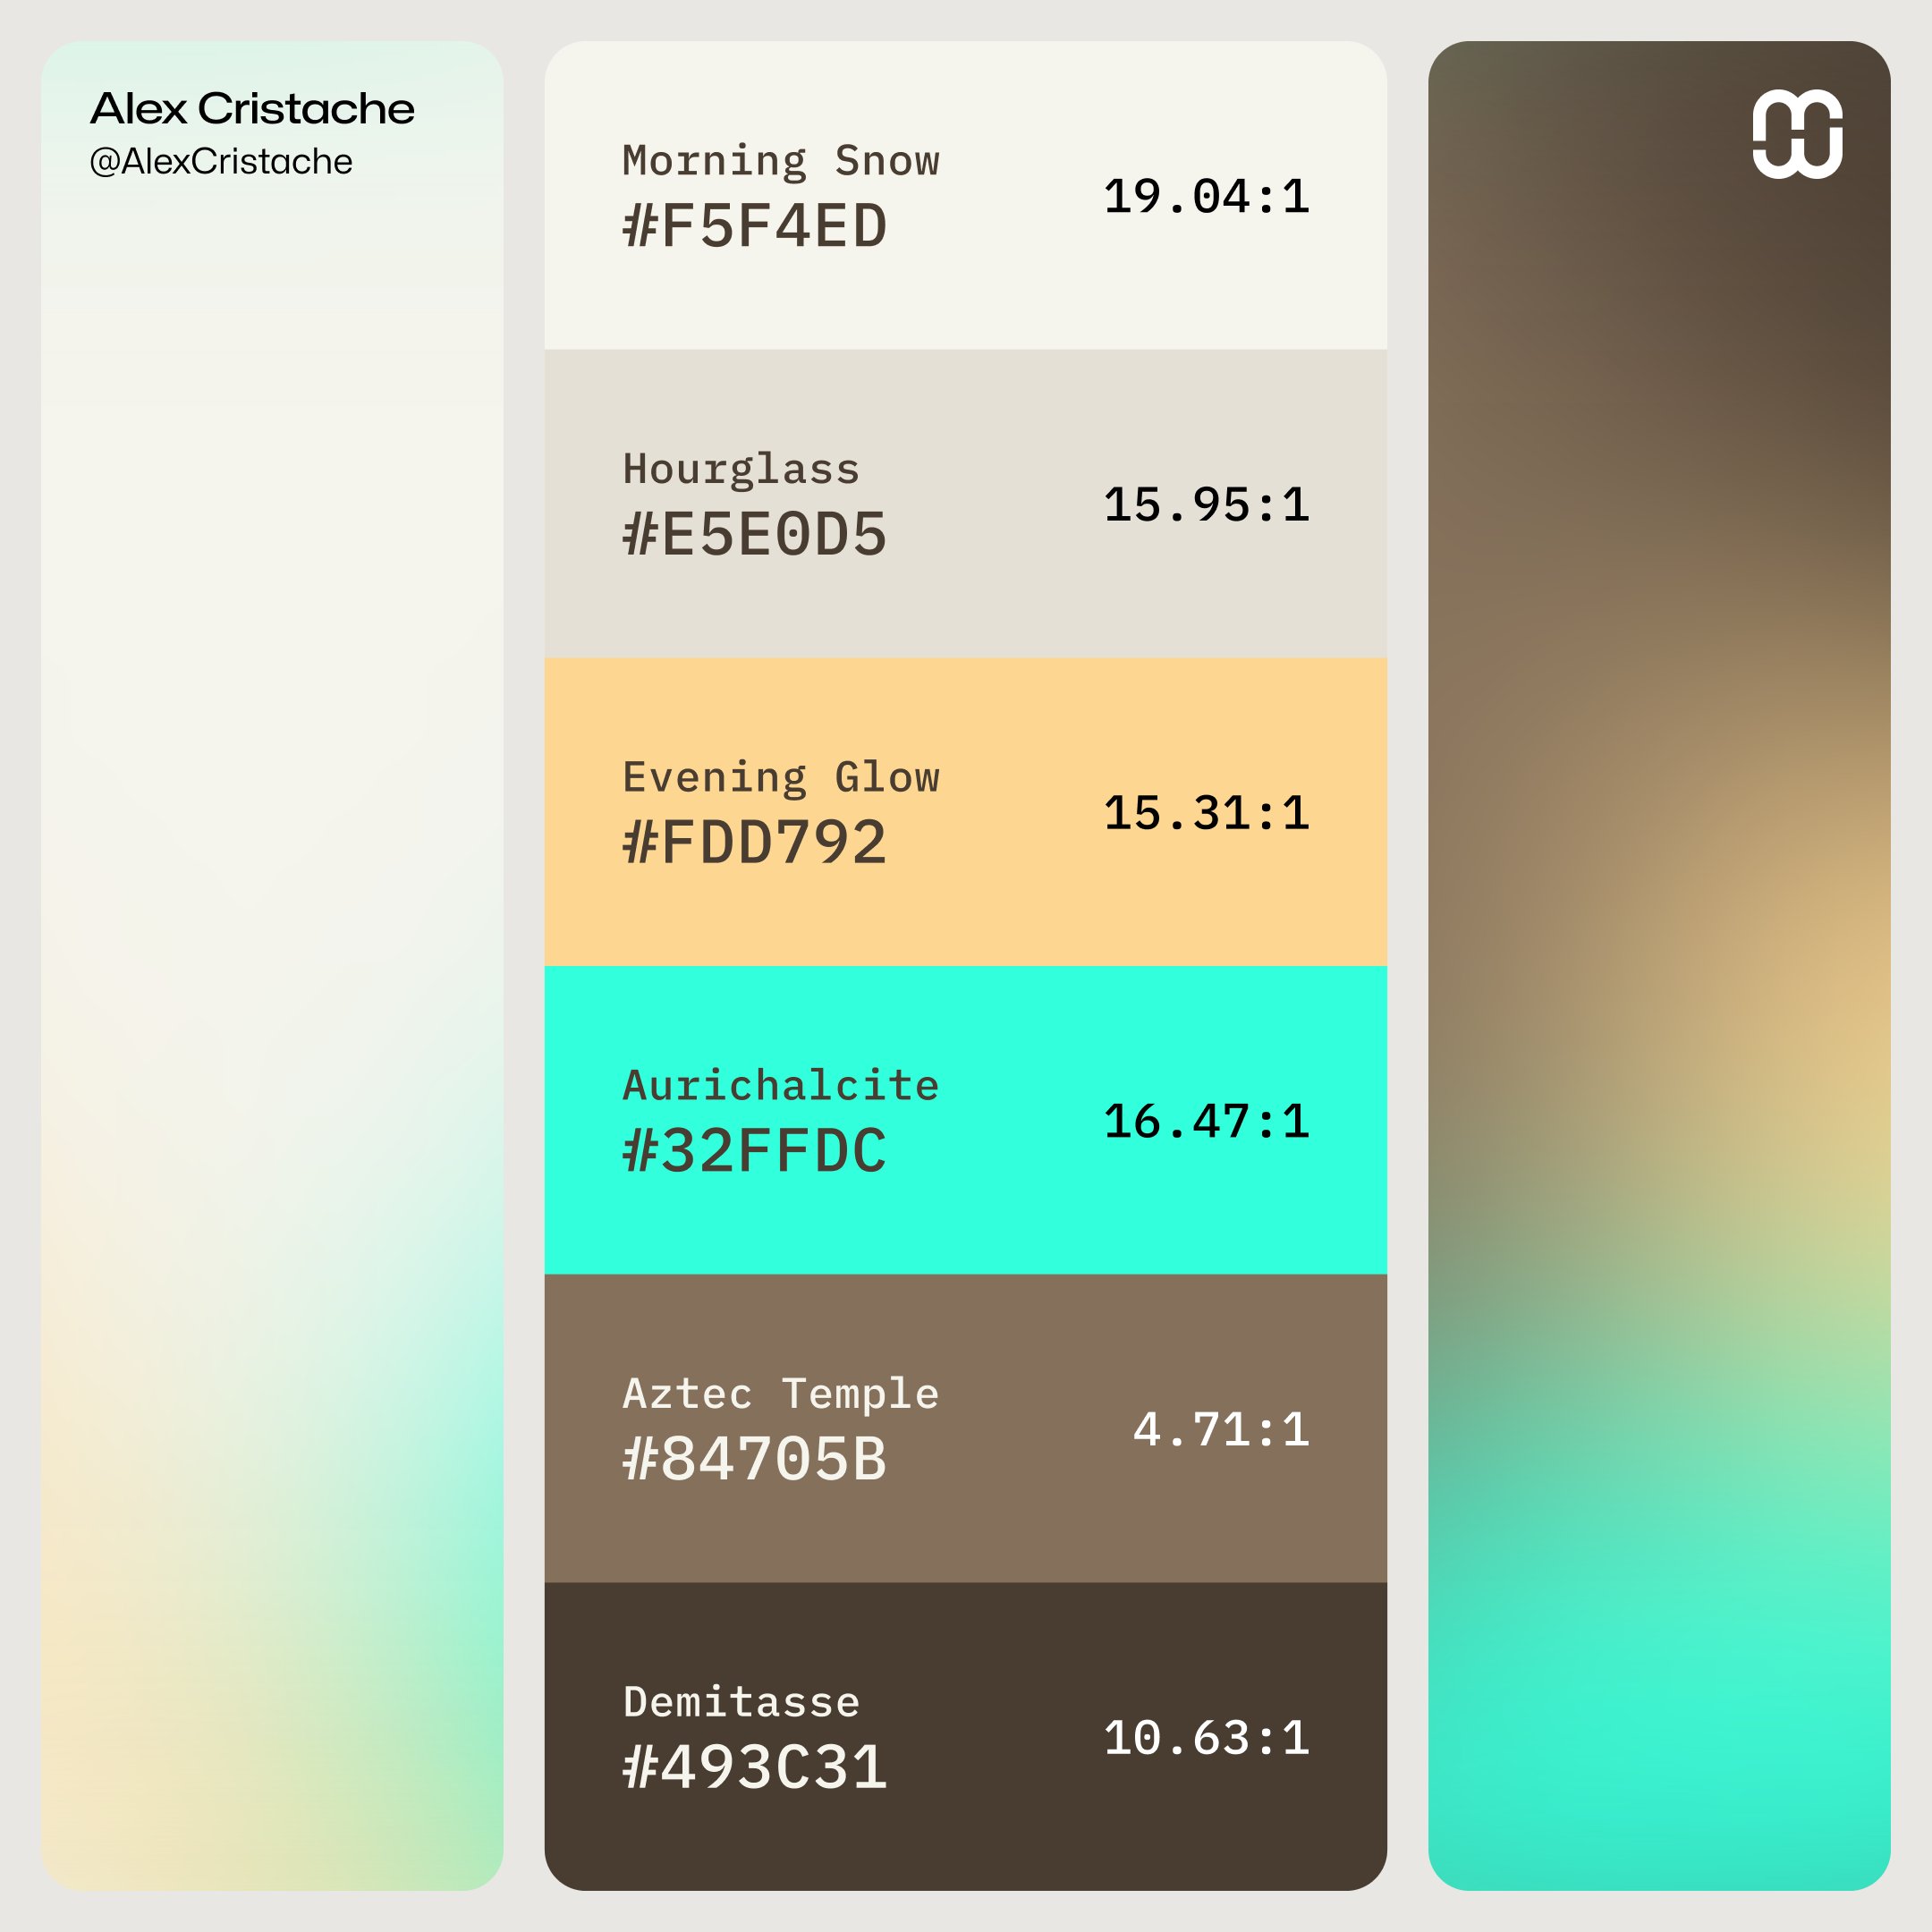 Alex Cristache
@AlexCristache
Morning Snow
#F5F4ED
19.04:1
Hourglass
#E5E0D5
15.95:1
Evening Glow
#FDD792
15.31:1
Aurichalcite
#32FFDC
16.47:1
Aztec Temple
#84705B
4.71:1
Demitasse
#493C31
10.63:1